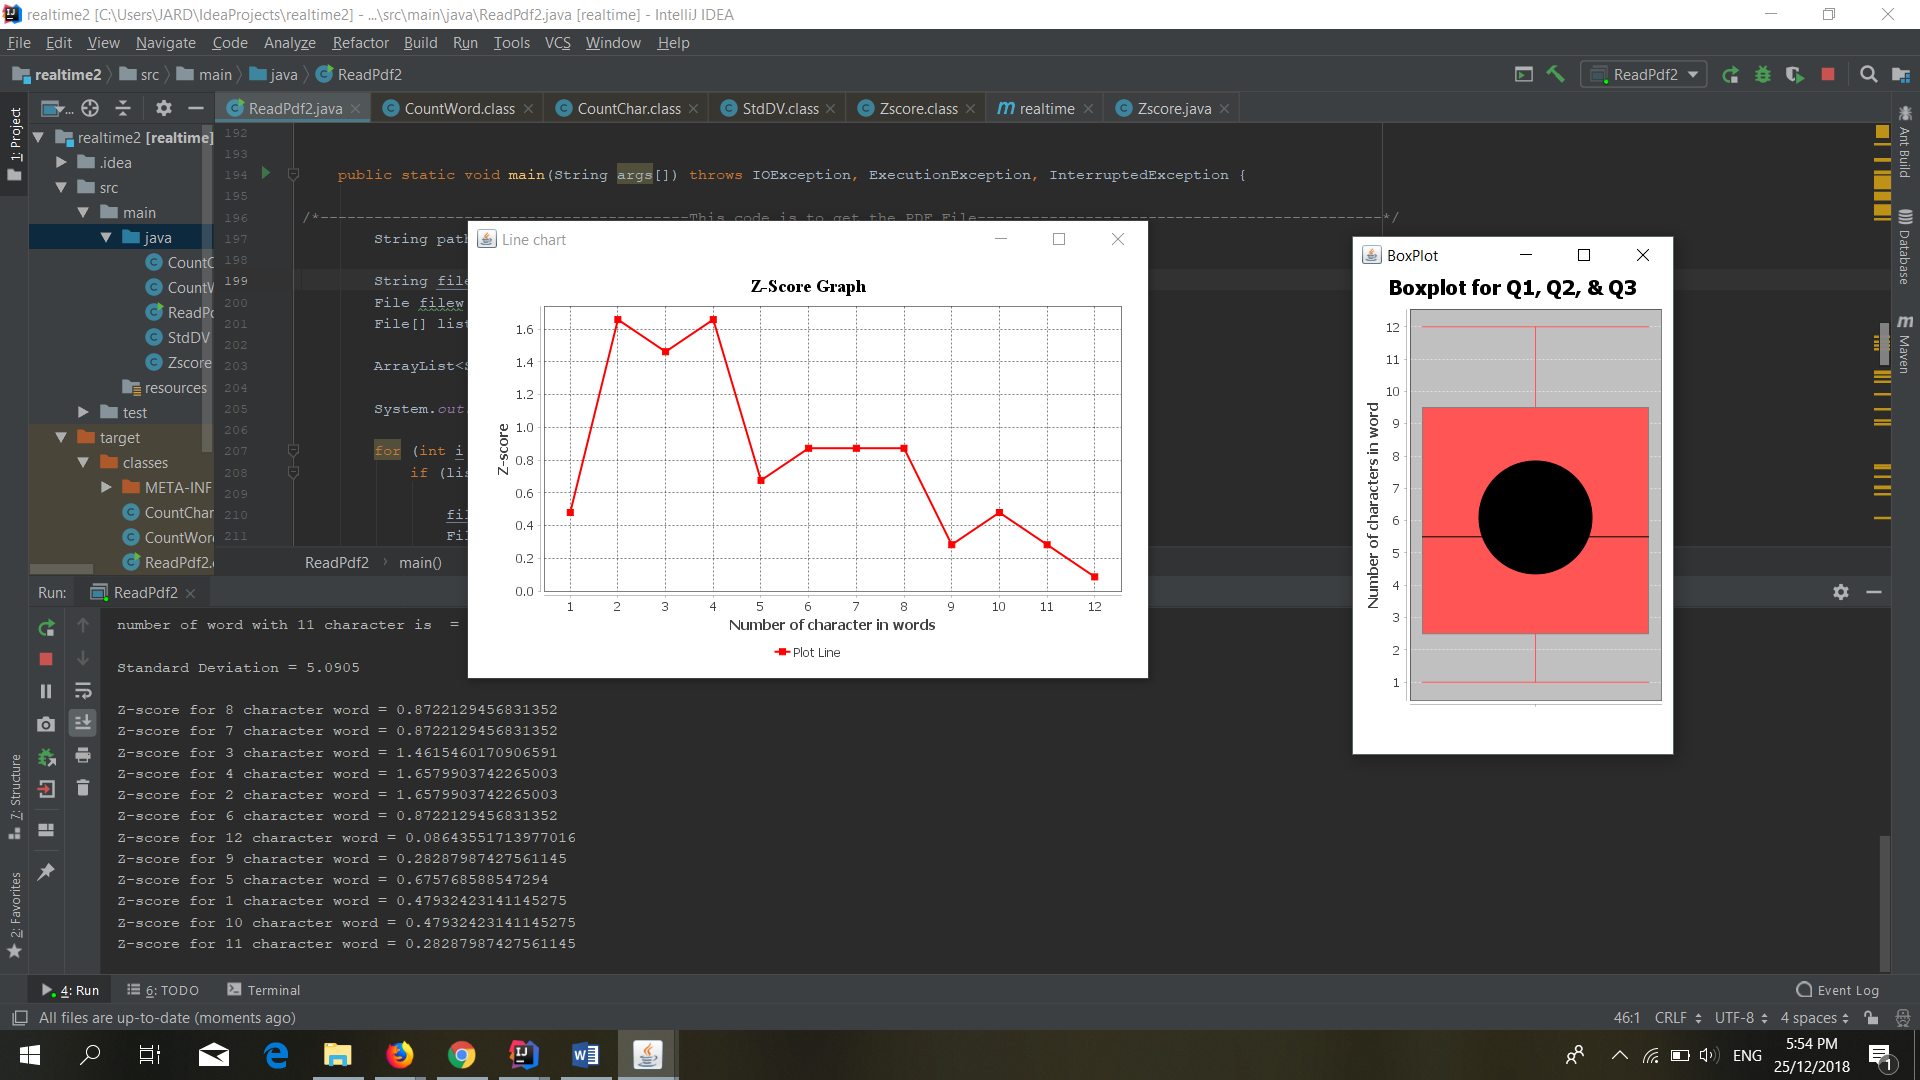 realtime2 [C:\Users\JARD\IdeaProjects\realtime2] - ...\src\main\java\ReadPdf2.java [realtime] - IntelliJ IDEA
File Edit View Navigate Code Analyze Refactor Build Run Tools VCS Window Help
realtime2 src main java ReadPdf2
ReadPdf2
1: Project
ReadPdf2.java CountWord.class CountChar.class StdDV.class Zscore.class realtime Zscore.java
realtime2 [realtime]
.idea
src
main
java
CountC
CountW
ReadPd
StdDV
Zscore
resources
test
target
classes
META-INF
CountChar
CountWor
ReadPdf2.
192
193
194 public static void main(String args[]) throws IOException, ExecutionException, InterruptedException {
195
196 /*-----------------------------------------This code is to get the PDF File---------------------------------------------*/
197 String path
198
199 String file
200 File filew
201 File[] list
202
203 ArrayList<S
204
205 System.out.
206
207 for (int i
208 if (lis
209
210 fil
211 Fil
ReadPdf2 main()
Ant Build
Database
Maven
Line chart
Z-Score Graph
Z-score
1.6
1.4
1.2
1.0
0.8
0.6
0.4
0.2
0.0
1 2 3 4 5 6 7 8 9 10 11 12
Number of character in words
Plot Line
BoxPlot
Boxplot for Q1, Q2, & Q3
Number of characters in word
12
11
10
9
8
7
6
5
4
3
2
1
Run: ReadPdf2
number of word with 11 character is =
Standard Deviation = 5.0905
Z-score for 8 character word = 0.8722129456831352
Z-score for 7 character word = 0.8722129456831352
Z-score for 3 character word = 1.4615460170906591
Z-score for 4 character word = 1.6579903742265003
Z-score for 2 character word = 1.6579903742265003
Z-score for 6 character word = 0.8722129456831352
Z-score for 12 character word = 0.08643551713977016
Z-score for 9 character word = 0.28287987427561145
Z-score for 5 character word = 0.675768588547294
Z-score for 1 character word = 0.47932423141145275
Z-score for 10 character word = 0.47932423141145275
Z-score for 11 character word = 0.28287987427561145
7: Structure
2: Favorites
4: Run 6: TODO Terminal
Event Log
All files are up-to-date (moments ago)
46:1 CRLF UTF-8 4 spaces
ENG
5:54 PM
25/12/2018
1